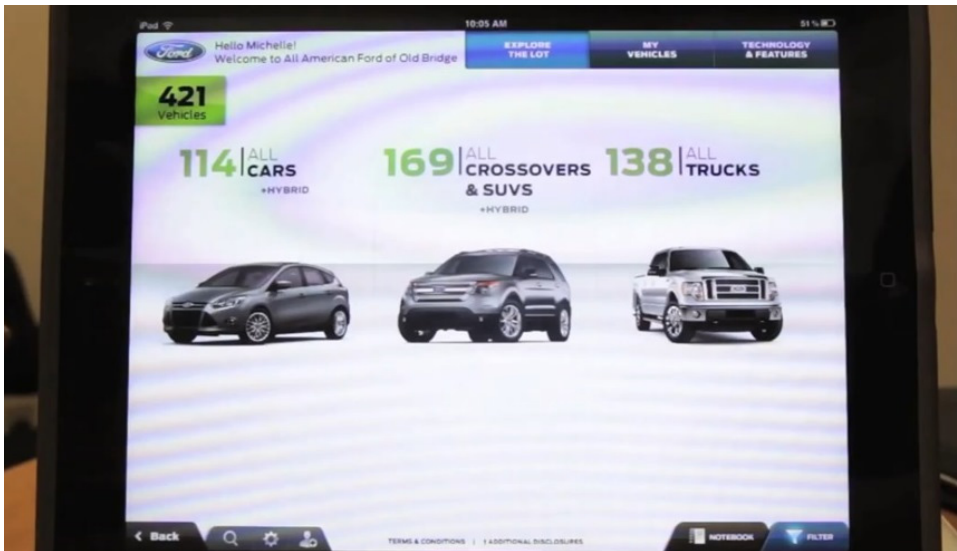 iPad 10:05 AM 51%
Ford
Hello Michelle!
Welcome to All American Ford of Old Bridge
EXPLORE
THE LOT
MY
VEHICLES
TECHNOLOGY
& FEATURES
421
Vehicles
114 ALL
CARS
+HYBRID
169 ALL
CROSSOVERS
& SUVS
+HYBRID
138 ALL
TRUCKS
Back
TERMS & CONDITIONS | ADDITIONAL DISCLOSURES
NOTEBOOK
FILTER